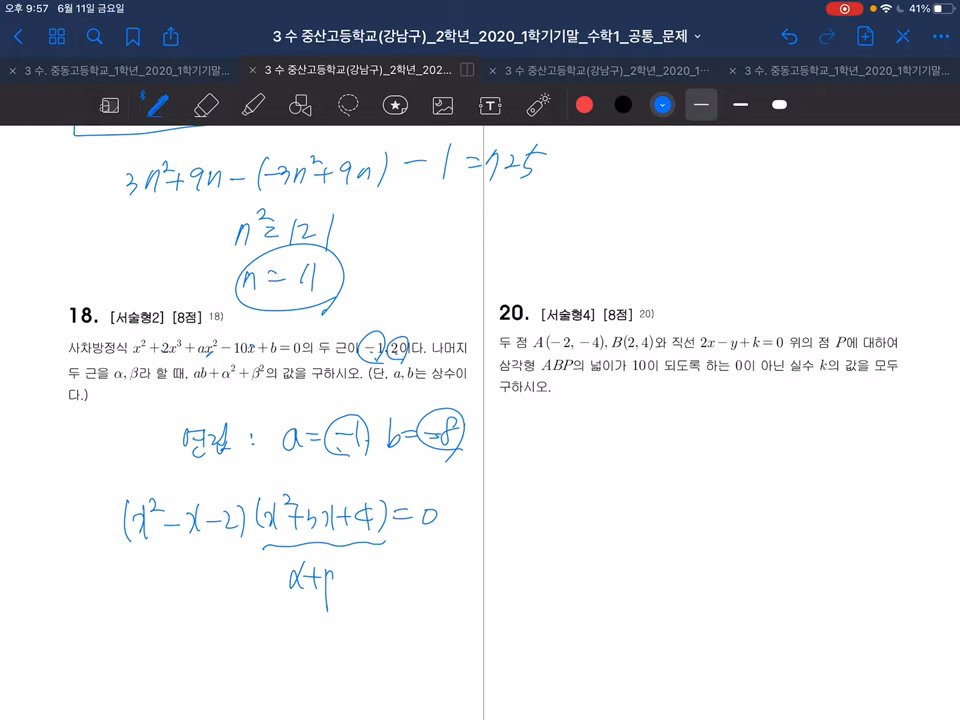 오후 9:57 6월 11일 금요일
41%
3 수 중산고등학교(강남구)_2학년_2020_1학기기말_수학1_공통_문제
3 수. 중동고등학교_1학년_2020_1학기기말...
3 수 중산고등학교(강남구)_2학년_202...
3 수 중산고등학교(강남구)_2학년_2020_1...
3 수. 중동고등학교_1학년_2020_1학기기말...
3n²+9n-(-3n²+9n)-1=725
n²=121
n=11
18. [서술형2] [8점] 18)
사차방정식 x²+2x³+ax²-10x+b=0의 두 근이 -1, 2이다. 나머지
두 근을 α, β라 할 때, ab+α²+β²의 값을 구하시오. (단, a, b는 상수이
다.)
연립 : a=-1, b=-8
(x²-x-2)(x²+3x+4)=0
α+β
20. [서술형4] [8점] 20)
두 점 A(-2, -4), B(2, 4)와 직선 2x-y+k=0 위의 점 P에 대하여
삼각형 ABP의 넓이가 10이 되도록 하는 0이 아닌 실수 k의 값을 모두
구하시오.